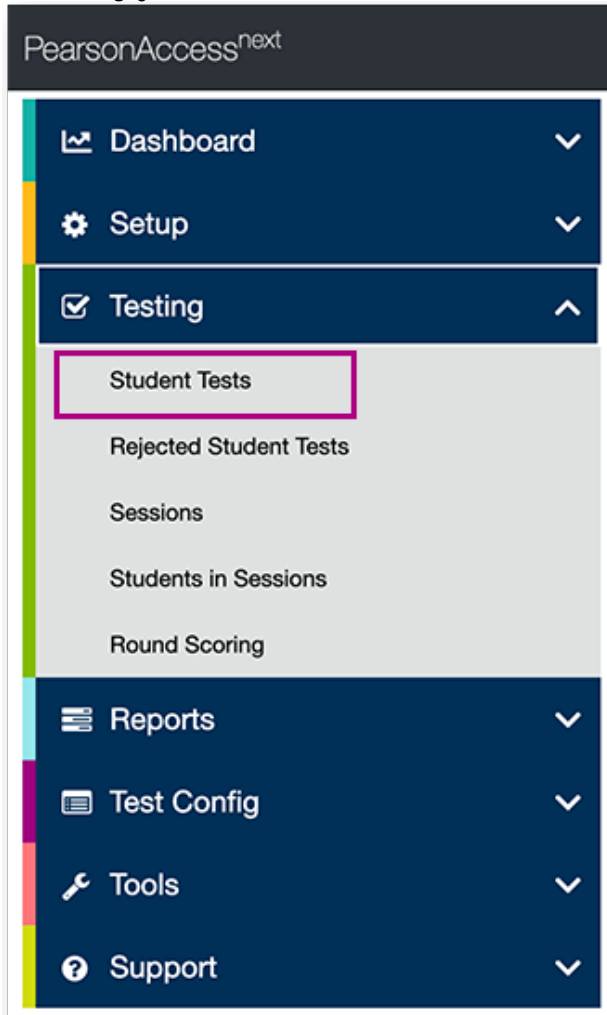 PearsonAccessnext
Dashboard
Setup
Testing
Student Tests
Rejected Student Tests
Sessions
Students in Sessions
Round Scoring
Reports
Test Config
Tools
Support